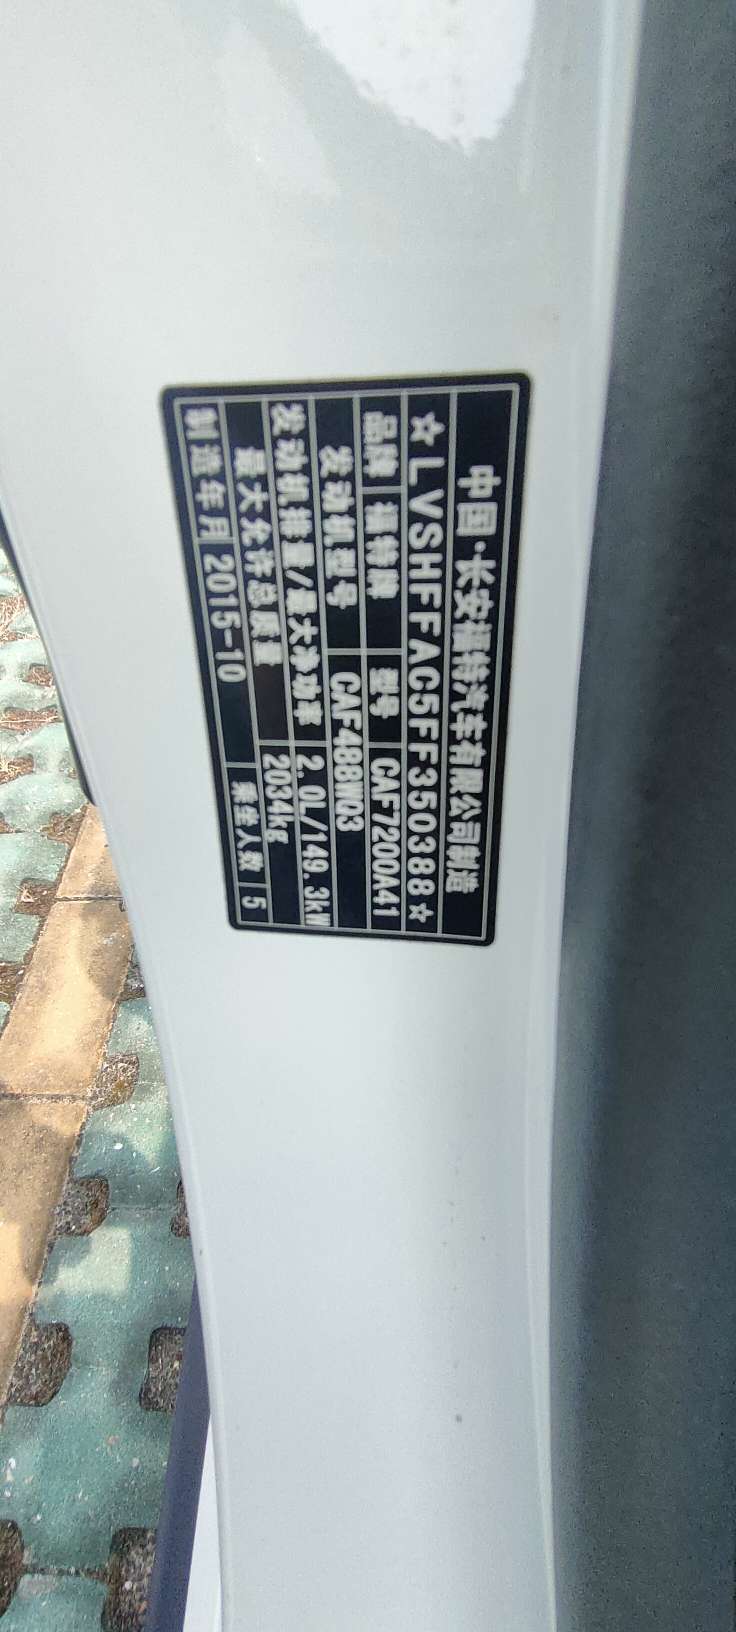 中国·长安福特汽车有限公司制造
☆LVSHFFAC5FF350388☆
品牌 福特牌 型号 CAF7200A41
发动机型号 CAF488WQ3
发动机排量/最大净功率 2.0L/149.3kW
最大允许总质量 2034kg
制造年月 2015-10 乘坐人数 5